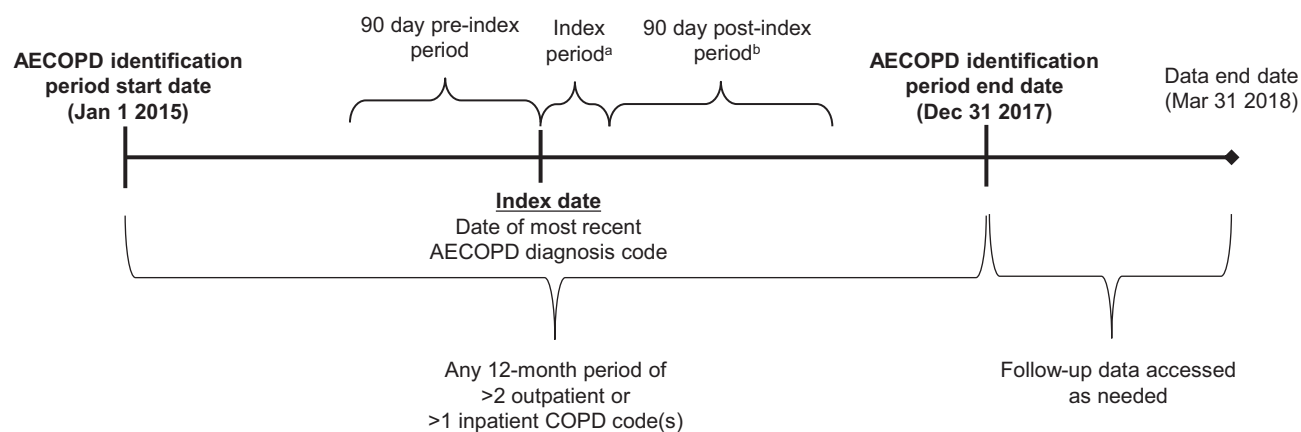 90 day pre-index
period
Index
periodᵃ
90 day post-index
periodᵇ
AECOPD identification
period start date
(Jan 1 2015)
AECOPD identification
period end date
(Dec 31 2017)
Data end date
(Mar 31 2018)
Index date
Date of most recent
AECOPD diagnosis code
Any 12-month period of
>2 outpatient or
>1 inpatient COPD code(s)
Follow-up data accessed
as needed